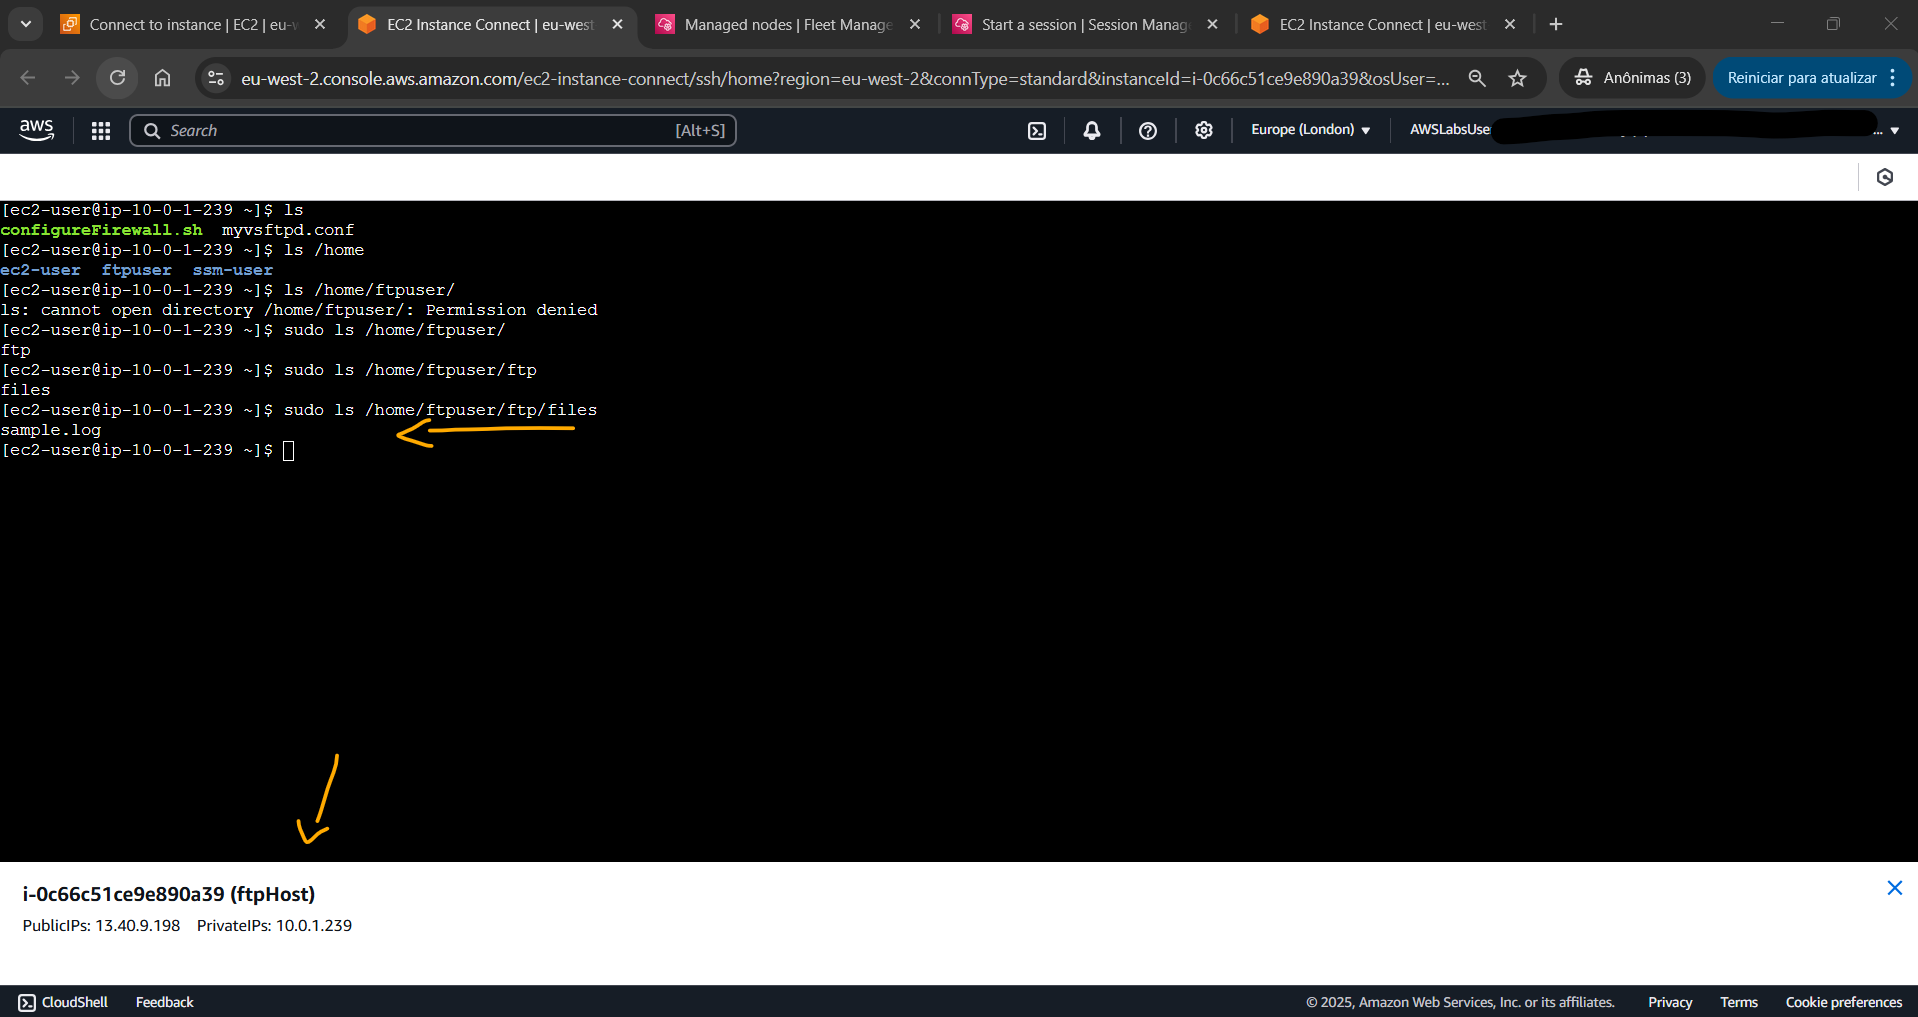 Connect to instance | EC2 | eu-w
EC2 Instance Connect | eu-west
Managed nodes | Fleet Manage
Start a session | Session Manag
EC2 Instance Connect | eu-west
eu-west-2.console.aws.amazon.com/ec2-instance-connect/ssh/home?region=eu-west-2&connType=standard&instanceId=i-0c66c51ce9e890a39&osUser=...
Anônimas (3)
Reiniciar para atualizar
aws
Search
[Alt+S]
Europe (London)
AWSLabsUse
...
[ec2-user@ip-10-0-1-239 ~]$ ls
configureFirewall.sh  myvsftpd.conf
[ec2-user@ip-10-0-1-239 ~]$ ls /home
ec2-user  ftpuser  ssm-user
[ec2-user@ip-10-0-1-239 ~]$ ls /home/ftpuser/
ls: cannot open directory /home/ftpuser/: Permission denied
[ec2-user@ip-10-0-1-239 ~]$ sudo ls /home/ftpuser/
ftp
[ec2-user@ip-10-0-1-239 ~]$ sudo ls /home/ftpuser/ftp
files
[ec2-user@ip-10-0-1-239 ~]$ sudo ls /home/ftpuser/ftp/files
sample.log
[ec2-user@ip-10-0-1-239 ~]$
i-0c66c51ce9e890a39 (ftpHost)
PublicIPs: 13.40.9.198  PrivateIPs: 10.0.1.239
CloudShell
Feedback
© 2025, Amazon Web Services, Inc. or its affiliates.
Privacy
Terms
Cookie preferences